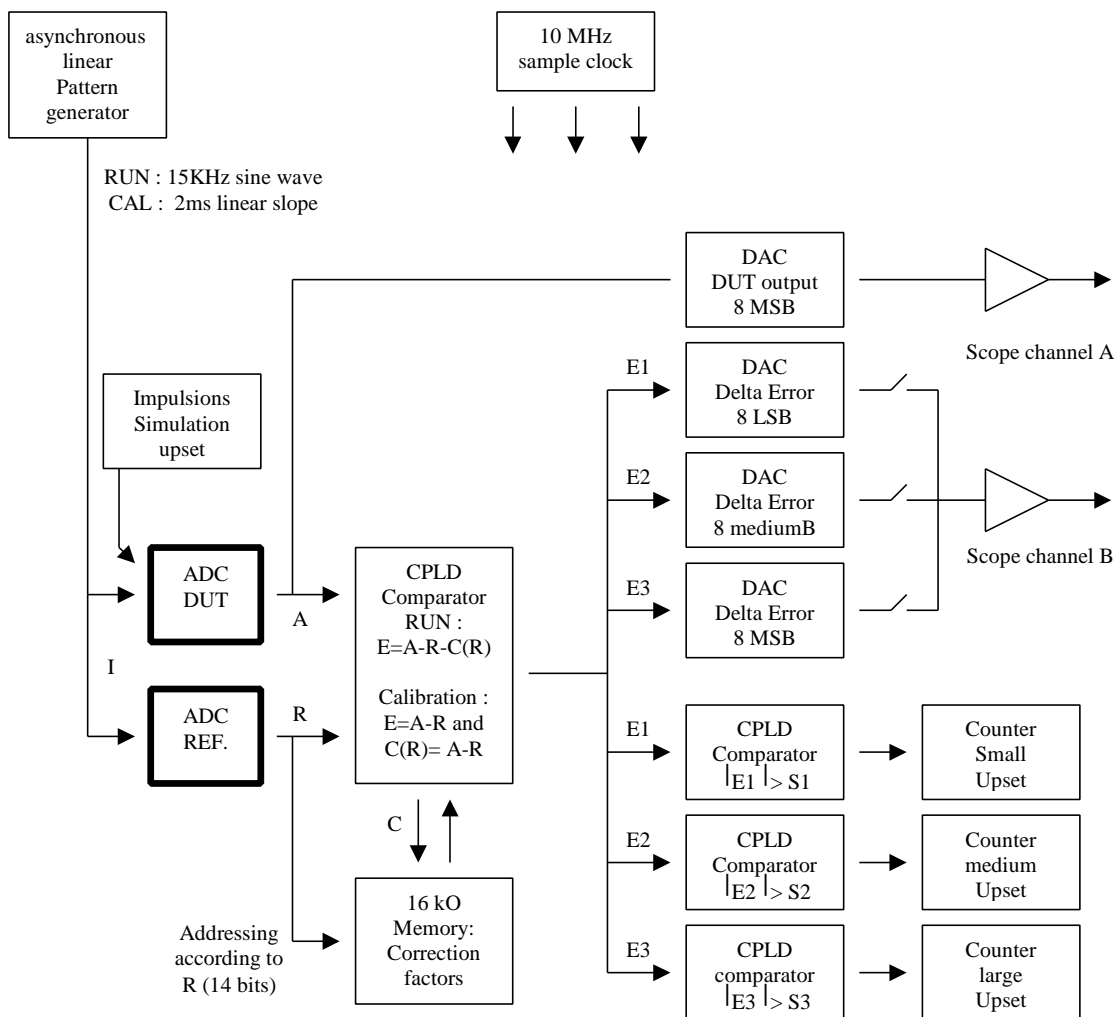 asynchronous
linear
Pattern
generator
10 MHz
sample clock
RUN : 15KHz sine wave
CAL : 2ms linear slope
DAC
DUT output
8 MSB
Scope channel A
E1
DAC
Delta Error
8 LSB
Impulsions
Simulation
upset
E2
DAC
Delta Error
8 mediumB
Scope channel B
ADC
DUT
A
CPLD
Comparator
RUN :
E=A-R-C(R)
Calibration :
E=A-R and
C(R)= A-R
E3
DAC
Delta Error
8 MSB
I
ADC
REF.
R
E1
CPLD
Comparator
|E1 |> S1
Counter
Small
Upset
C
E2
CPLD
Comparator
|E2 |> S2
Counter
medium
Upset
16 kO
Memory:
Correction
factors
Addressing
according to
R (14 bits)
E3
CPLD
comparator
|E3 |> S3
Counter
large
Upset